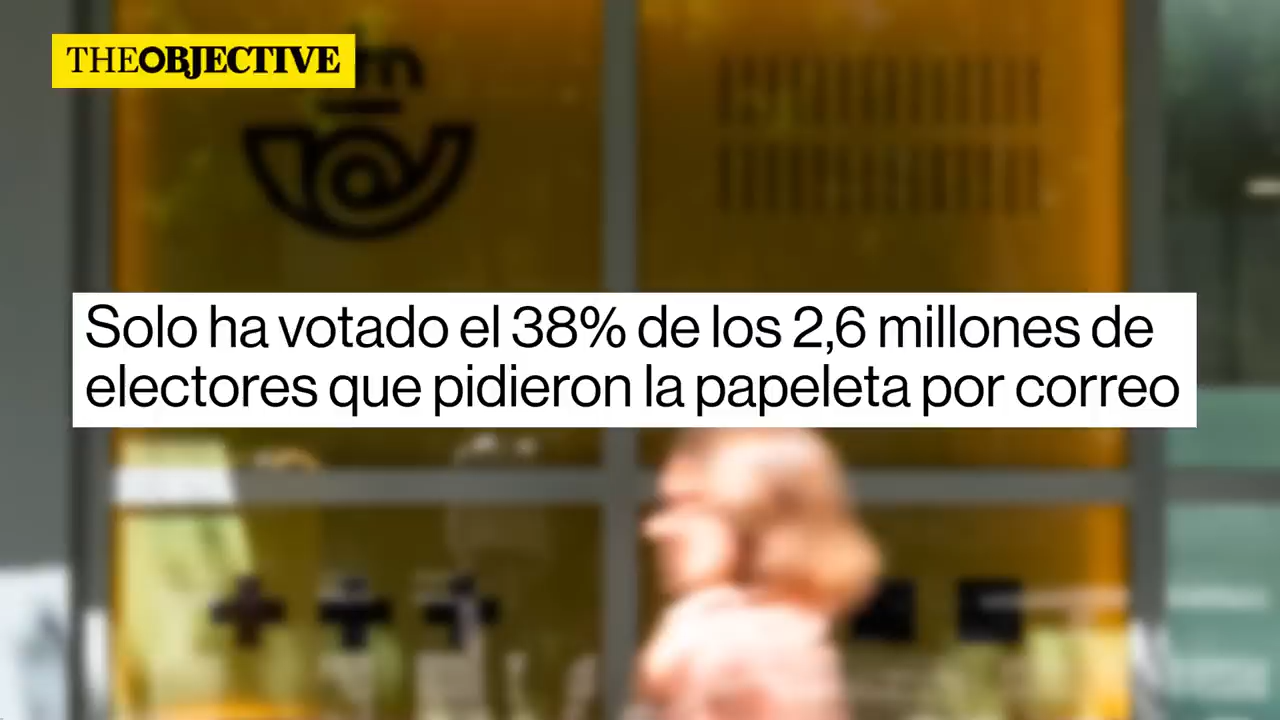 THEOBJECTIVE
Solo ha votado el 38% de los 2,6 millones de
electores que pidieron la papeleta por correo